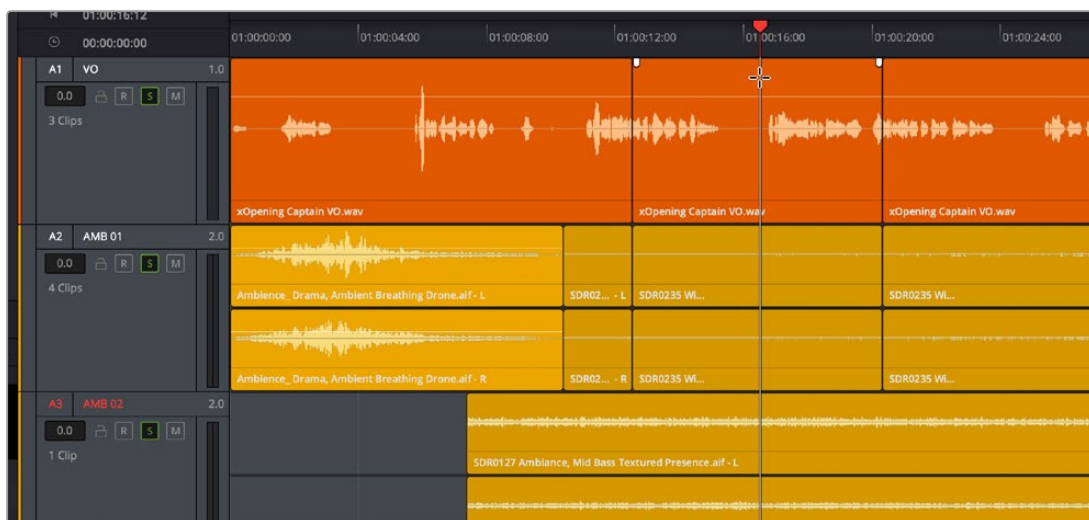 01:00:16:12
00:00:00:00
01:00:00:00 01:00:04:00 01:00:08:00 01:00:12:00 01:00:16:00 01:00:20:00 01:00:24:00
A1 VO 1.0
0.0 R S M
3 Clips
xOpening Captain VO.wav xOpening Captain VO.wav xOpening Captain VO.wav
A2 AMB 01 2.0
0.0 R S M
4 Clips
Ambience_ Drama, Ambient Breathing Drone.aif - L SDR02... - L SDR0235 Wi... SDR0235 Wi...
Ambience_ Drama, Ambient Breathing Drone.aif - R SDR02... - R SDR0235 Wi... SDR0235 Wi...
A3 AMB 02 2.0
0.0 R S M
1 Clip
SDR0127 Ambiance, Mid Bass Textured Presence.aif - L